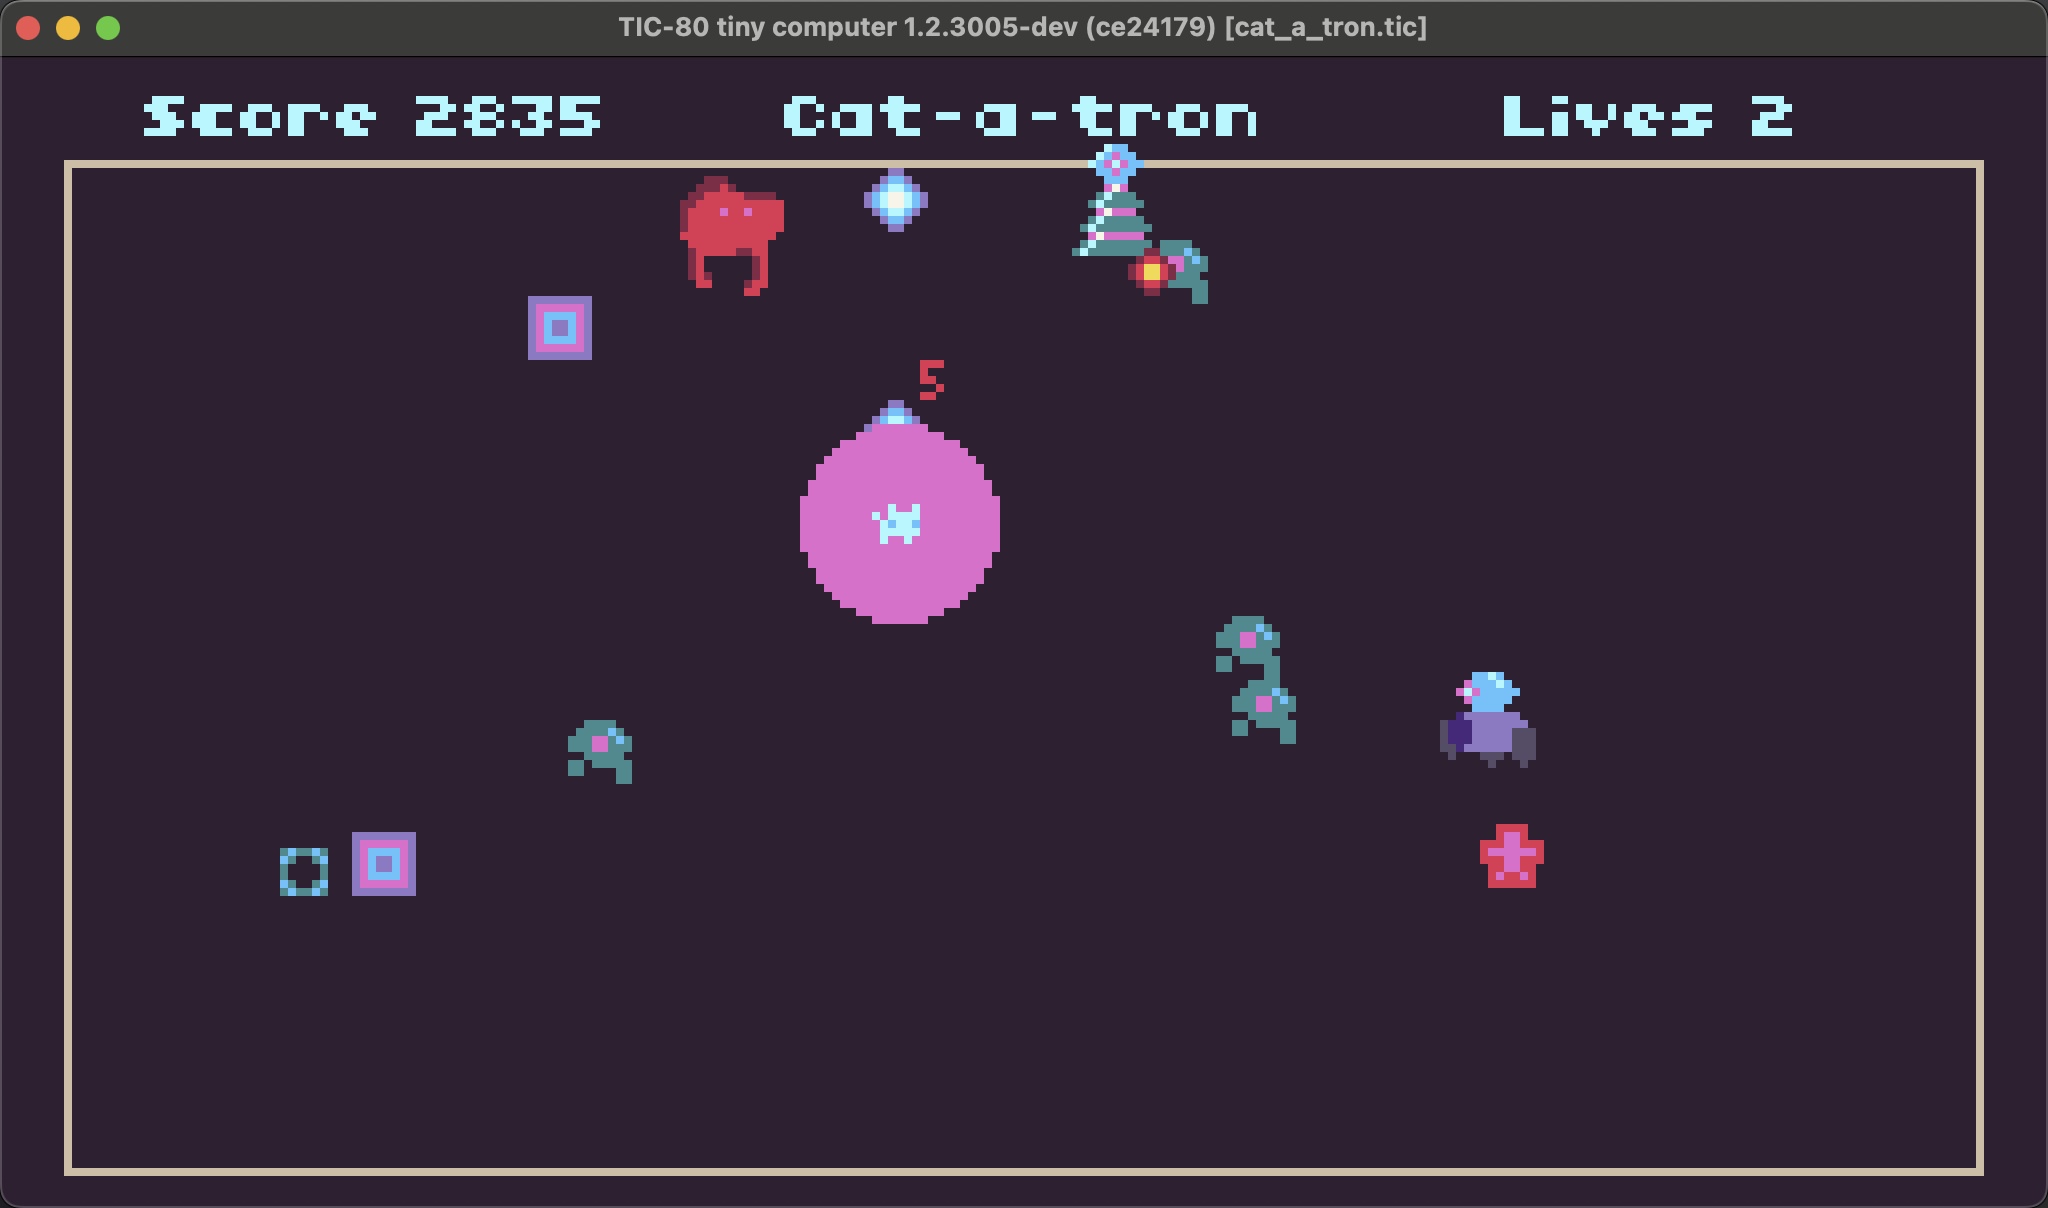 TIC-80 tiny computer 1.2.3005-dev (ce24179) [cat_a_tron.tic]
Score 2835 Cat-a-tron Lives 2
5